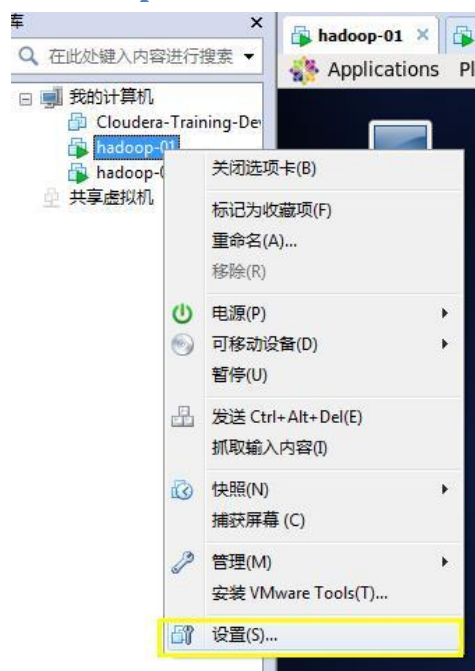 库
在此处键入内容进行搜索
我的计算机
Cloudera-Training-De
hadoop-01
hadoop-
共享虚拟机
hadoop-01
Applications Pl
关闭选项卡(B)
标记为收藏项(F)
重命名(A)...
移除(R)
电源(P)
可移动设备(D)
暂停(U)
发送 Ctrl+Alt+Del(E)
抓取输入内容(I)
快照(N)
捕获屏幕 (C)
管理(M)
安装 VMware Tools(T)...
设置(S)...